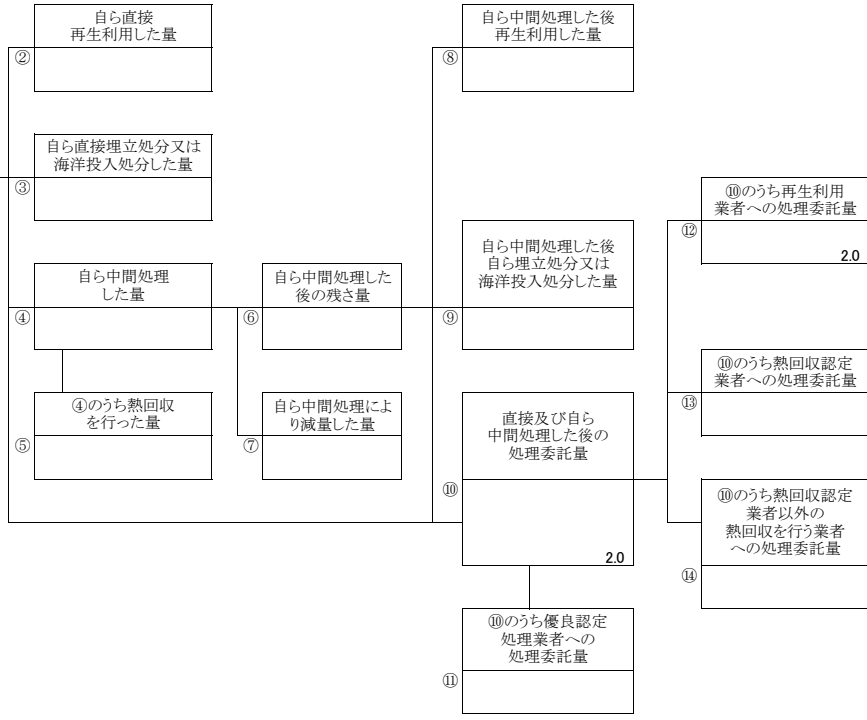 自ら直接
再生利用した量
②
自ら直接埋立処分又は
海洋投入処分した量
③
自ら中間処理
した量
④
④のうち熱回収
を行った量
⑤
自ら中間処理した
後の残さ量
⑥
自ら中間処理によ
り減量した量
⑦
自ら中間処理した後
再生利用した量
⑧
自ら中間処理した後
自ら埋立処分又は
海洋投入処分した量
⑨
直接及び自ら
中間処理した後の
処理委託量
⑩
2.0
⑩のうち優良認定
処理業者への
処理委託量
⑪
⑩のうち再生利用
業者への処理委託量
⑫
2.0
⑩のうち熱回収認定
業者への処理委託量
⑬
⑩のうち熱回収認定
業者以外の
熱回収を行う業者
への処理委託量
⑭